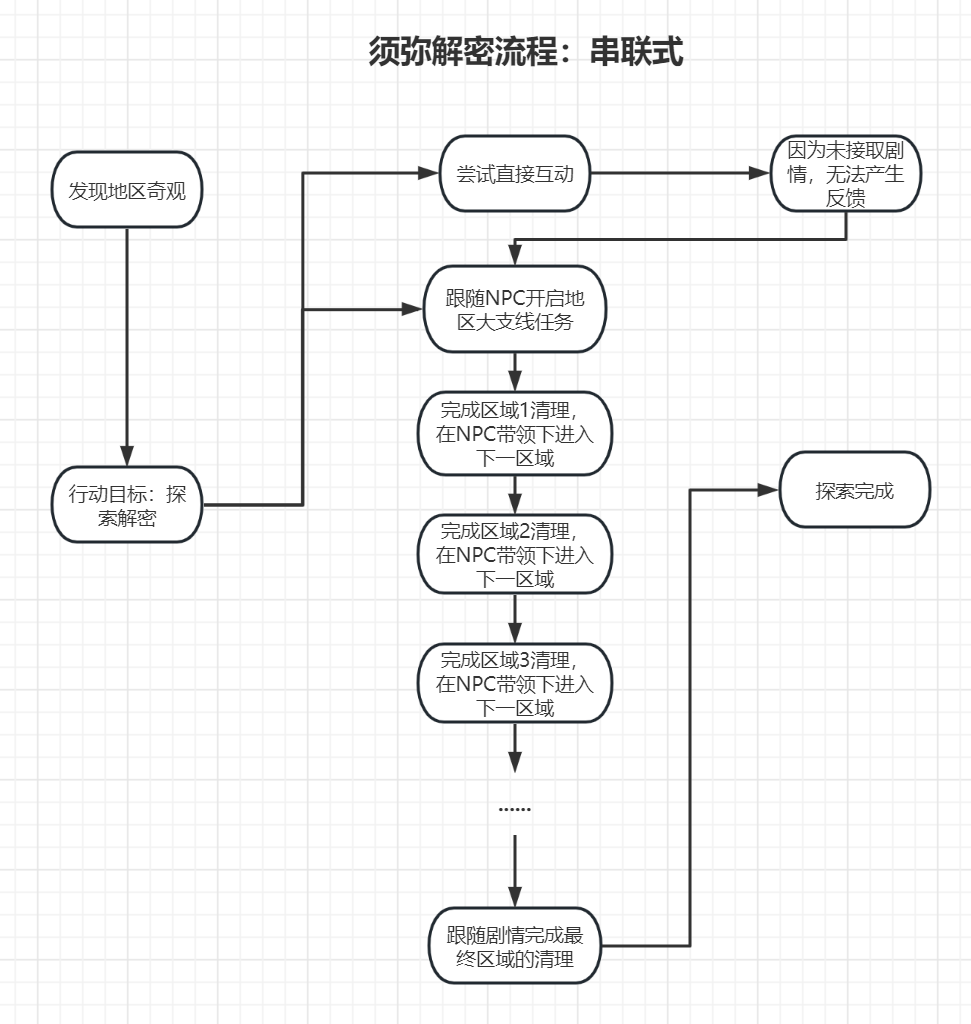 须弥解密流程：串联式
发现地区奇观
尝试直接互动
因为未接取剧
情，无法产生
反馈
跟随NPC开启地
区大支线任务
完成区域1清理，
在NPC带领下进入
下一区域
行动目标：探
索解密
探索完成
完成区域2清理，
在NPC带领下进入
下一区域
完成区域3清理，
在NPC带领下进入
下一区域
......
跟随剧情完成最
终区域的清理